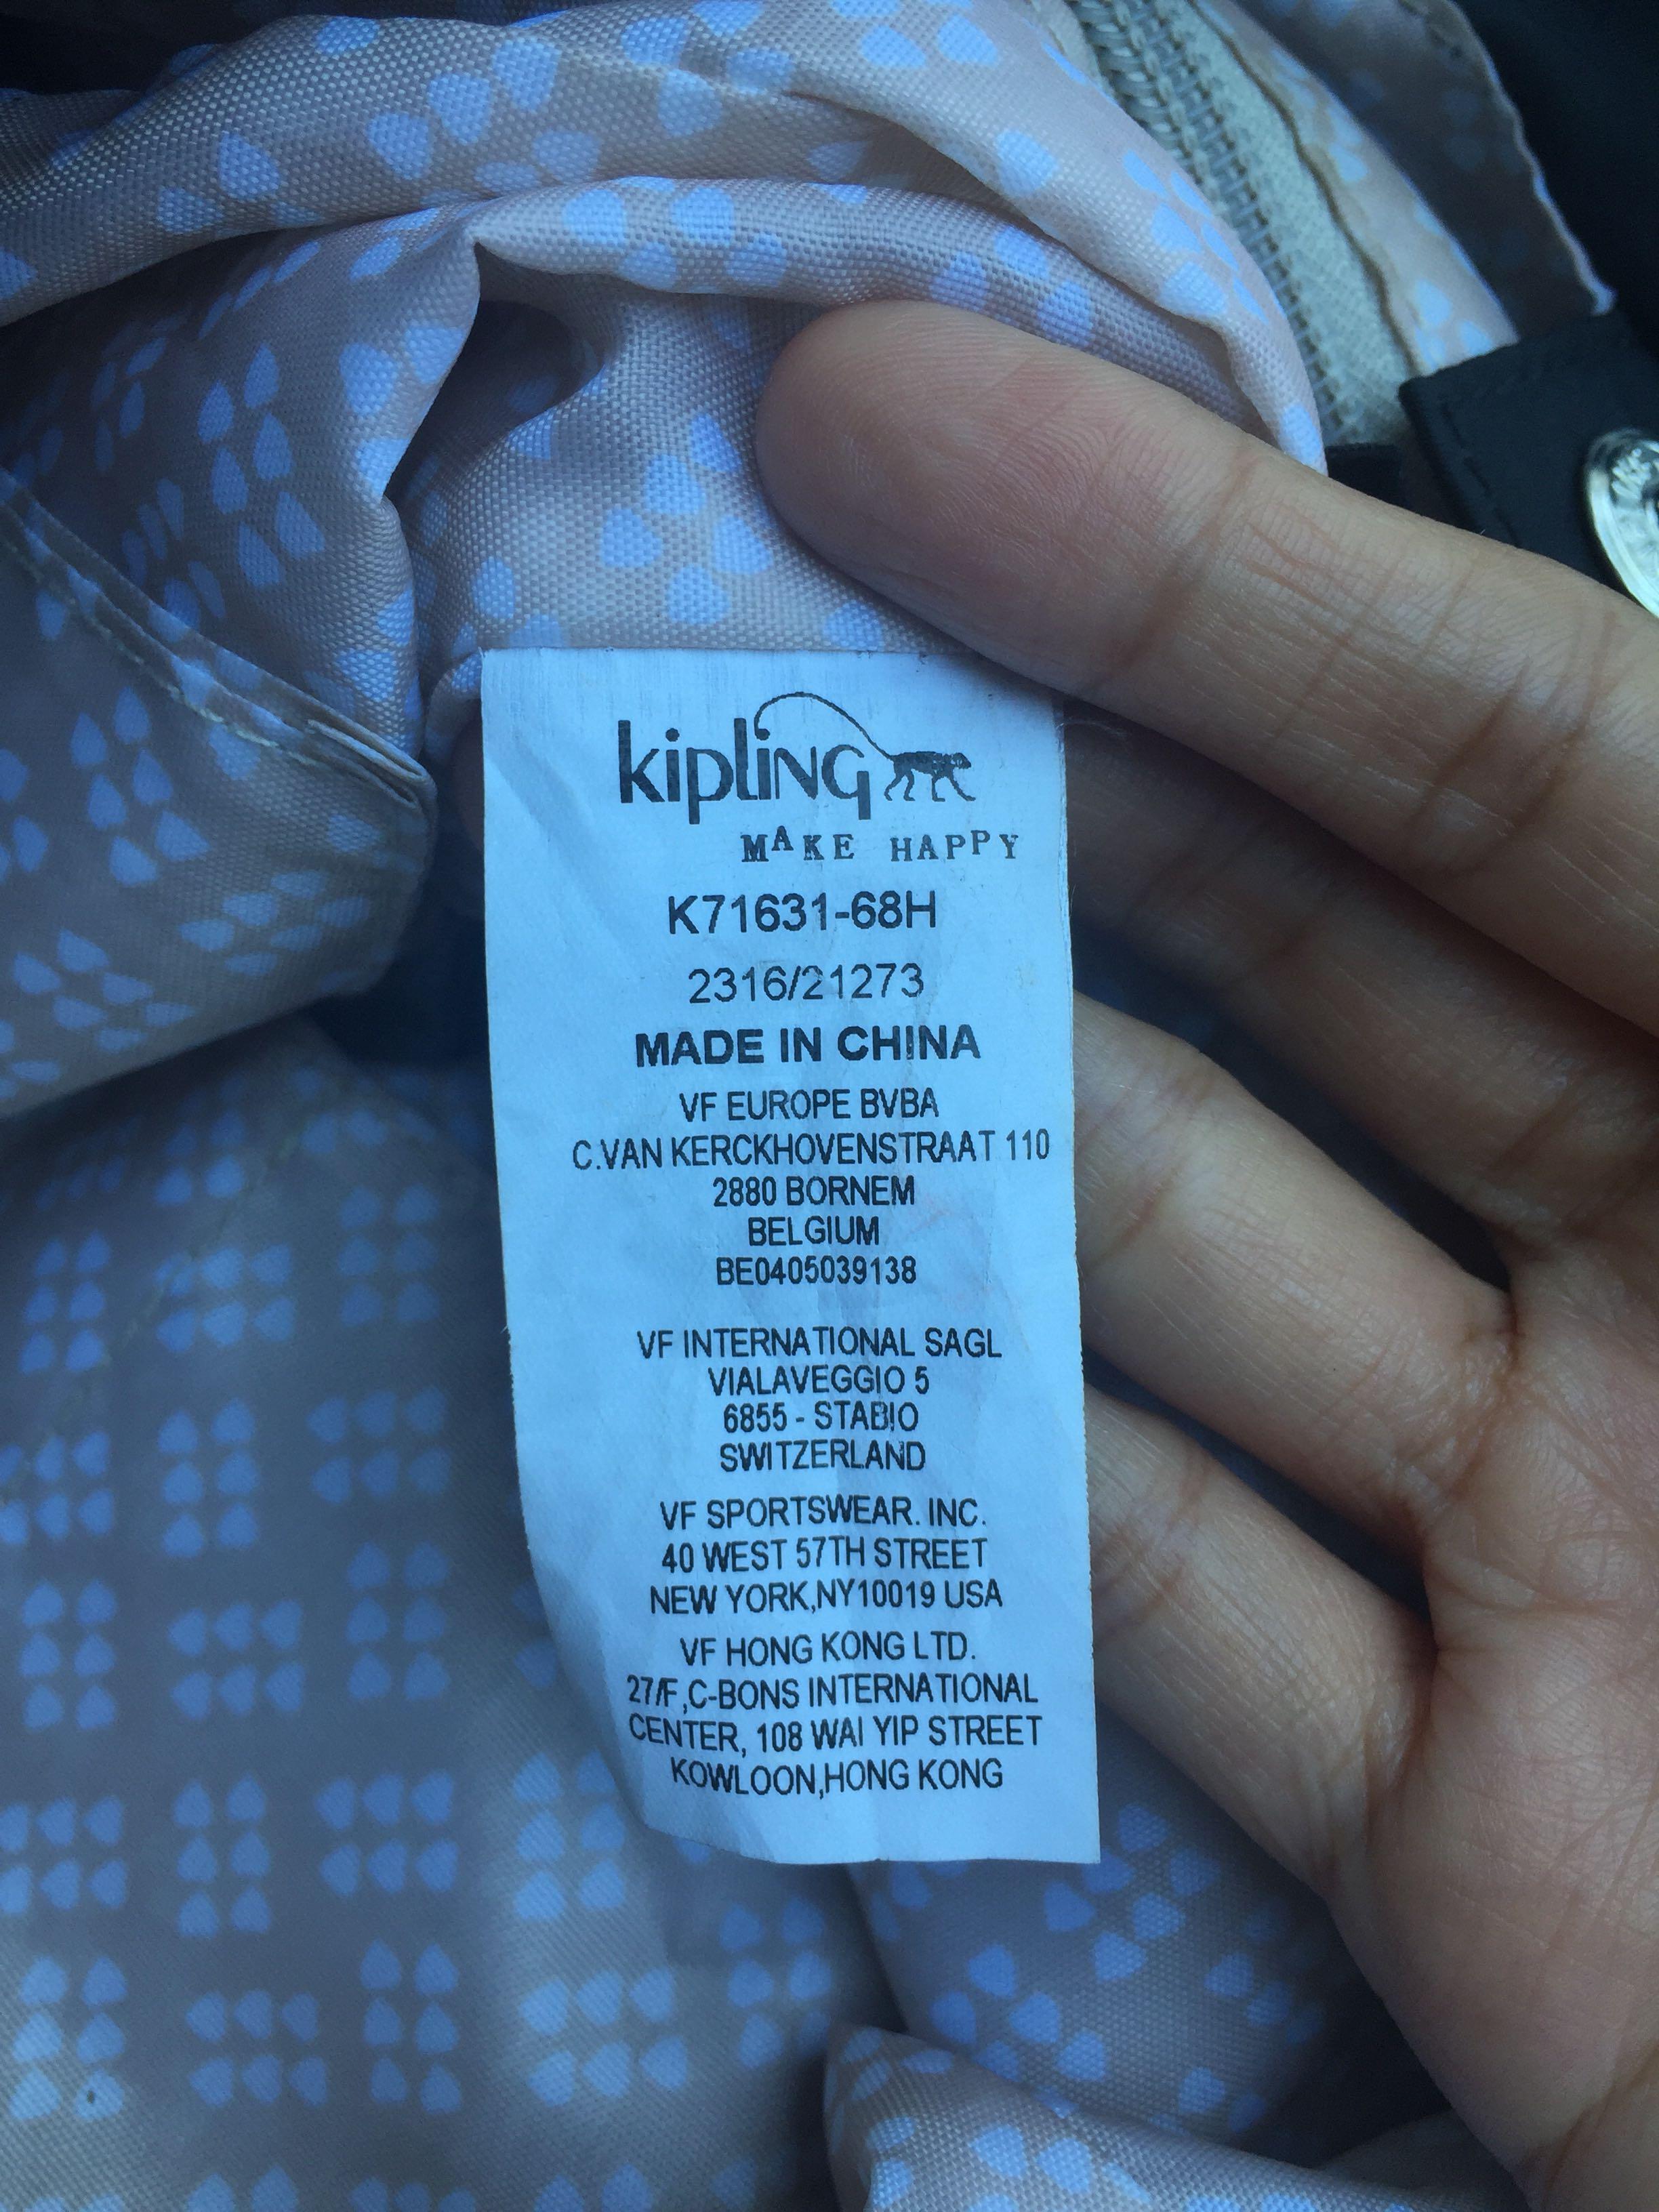 kipling
MAKE HAPPY
K71631-68H
2316/21273
MADE IN CHINA
VF EUROPE BVBA
C.VAN KERCKHOVENSTRAAT 110
2880 BORNEM
BELGIUM
BE0405039138
VF INTERNATIONAL SAGL
VIALAVEGGIO 5
6855 - STABIO
SWITZERLAND
VF SPORTSWEAR. INC.
40 WEST 57TH STREET
NEW YORK,NY10019 USA
VF HONG KONG LTD.
27/F,C-BONS INTERNATIONAL
CENTER, 108 WAI YIP STREET
KOWLOON,HONG KONG